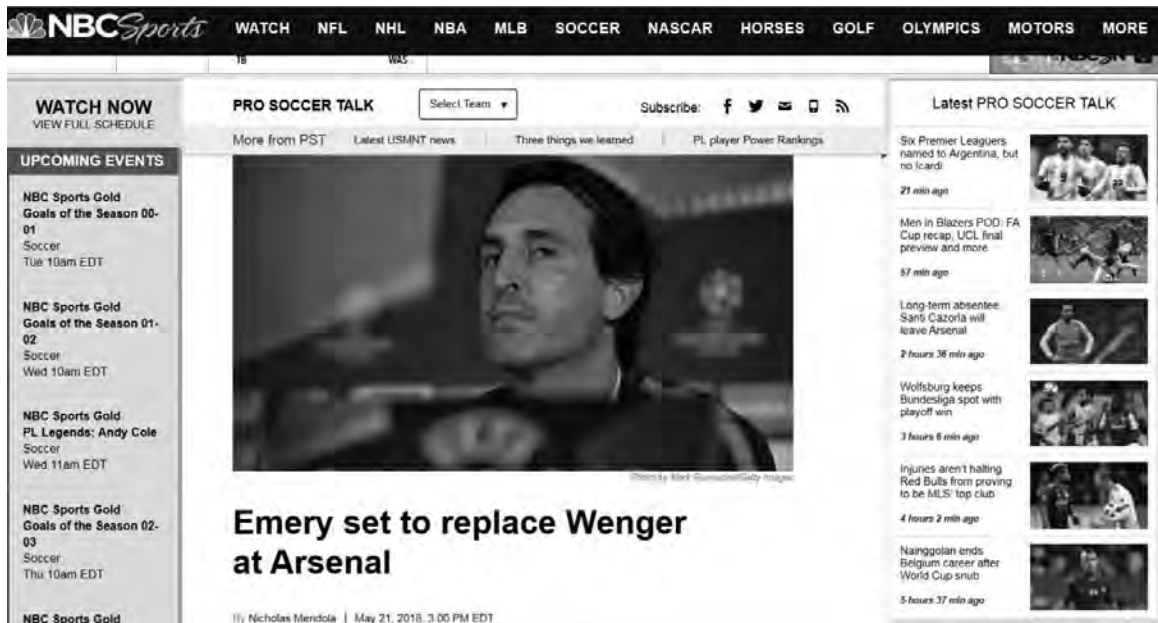 NBC Sports
WATCH NFL NHL NBA MLB SOCCER NASCAR HORSES GOLF OLYMPICS MOTORS MORE
TB WAS
WATCH NOW
VIEW FULL SCHEDULE
UPCOMING EVENTS
NBC Sports Gold
Goals of the Season 00-
01
Soccer
Tue 10am EDT
NBC Sports Gold
Goals of the Season 01-
02
Soccer
Wed 10am EDT
NBC Sports Gold
PL Legends: Andy Cole
Soccer
Wed 11am EDT
NBC Sports Gold
Goals of the Season 02-
03
Soccer
Thu 10am EDT
NBC Sports Gold
PRO SOCCER TALK Select Team Subscribe:
More from PST Latest USMNT news Three things we learned PL player Power Rankings
Emery set to replace Wenger
at Arsenal
By Nicholas Mendola | May 21, 2018, 3:00 PM EDT
Latest PRO SOCCER TALK
Six Premier Leaguers
named to Argentina, but
no Icardi
21 min ago
Men in Blazers POD: FA
Cup recap, UCL final
preview and more
57 min ago
Long-term absentee
Santi Cazorla will
leave Arsenal
2 hours 36 min ago
Wolfsburg keeps
Bundesliga spot with
playoff win
3 hours 6 min ago
Injuries aren't halting
Red Bulls from proving
to be MLS' top club
4 hours 2 min ago
Nainggolan ends
Belgium career after
World Cup snub
5 hours 37 min ago